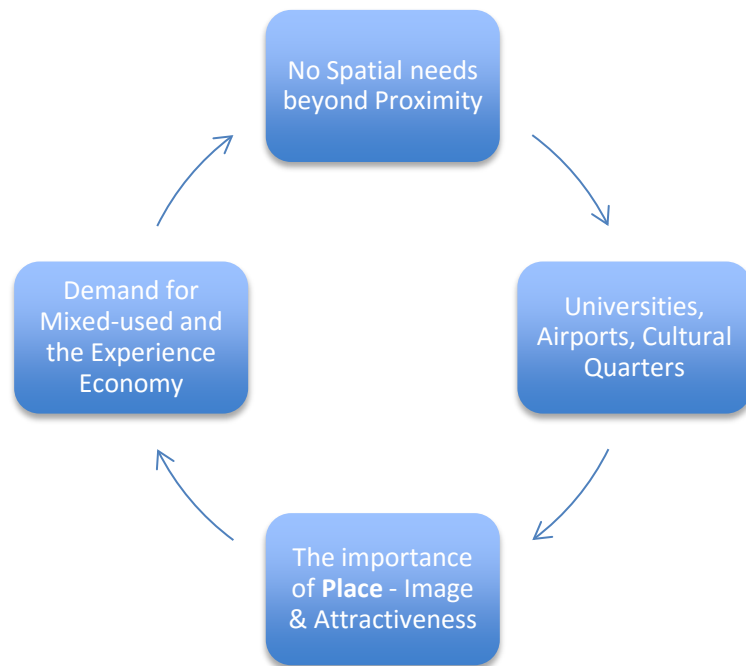 No Spatial needs
beyond Proximity
Universities,
Airports, Cultural
Quarters
The importance
of Place - Image
& Attractiveness
Demand for
Mixed-used and
the Experience
Economy